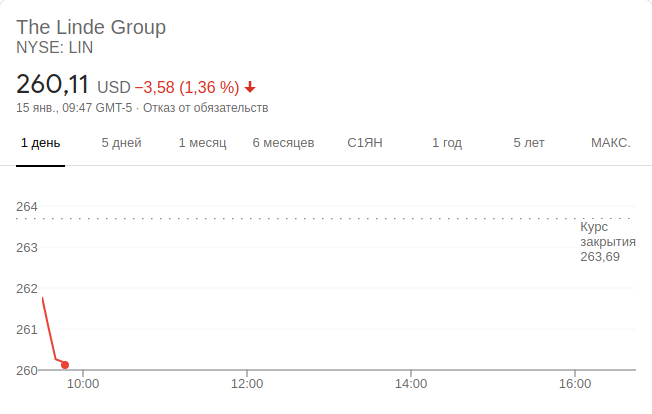 The Linde Group
NYSE: LIN
260,11 USD −3,58 (1,36 %)
15 янв., 09:47 GMT-5 · Отказ от обязательств
1 день 5 дней 1 месяц 6 месяцев С1ЯН 1 год 5 лет МАКС.
264
Курс
закрытия
263,69
263
262
261
260
10:00 12:00 14:00 16:00